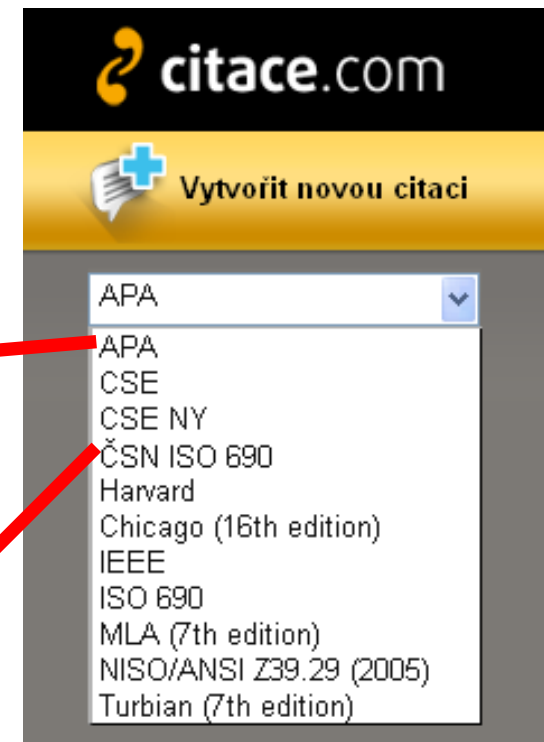 citace.com
Vytvořit novou citaci
APA
APA
CSE
CSE NY
ČSN ISO 690
Harvard
Chicago (16th edition)
IEEE
ISO 690
MLA (7th edition)
NISO/ANSI Z39.29 (2005)
Turbian (7th edition)